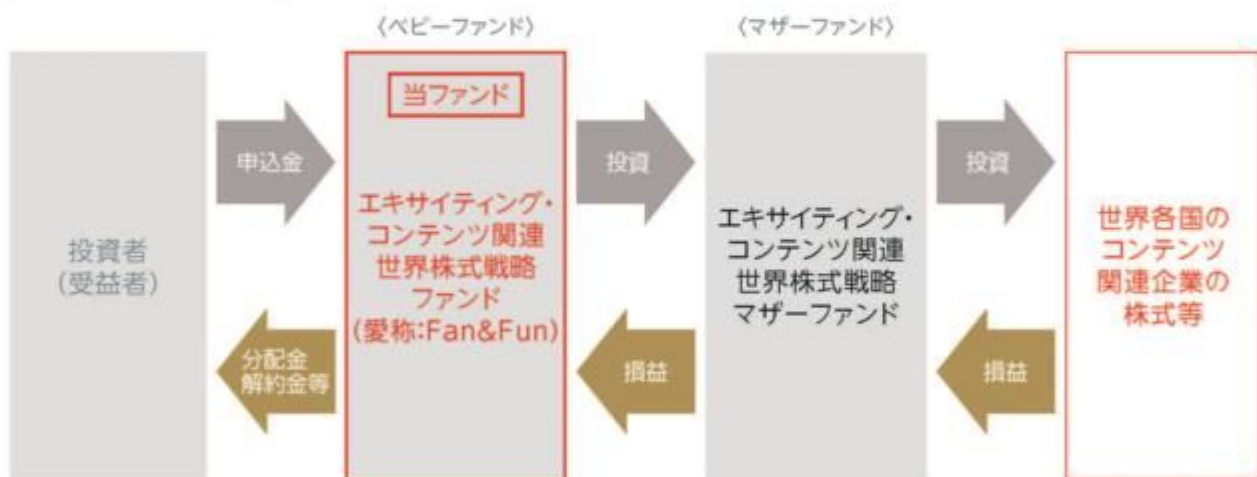 〈ベビーファンド〉
〈マザーファンド〉
投資者
(受益者)
申込金
分配金
解約金等
当ファンド
エキサイティング・
コンテンツ関連
世界株式戦略
ファンド
(愛称:Fan&Fun)
投資
損益
エキサイティング・
コンテンツ関連
世界株式戦略
マザーファンド
投資
損益
世界各国の
コンテンツ
関連企業の
株式等